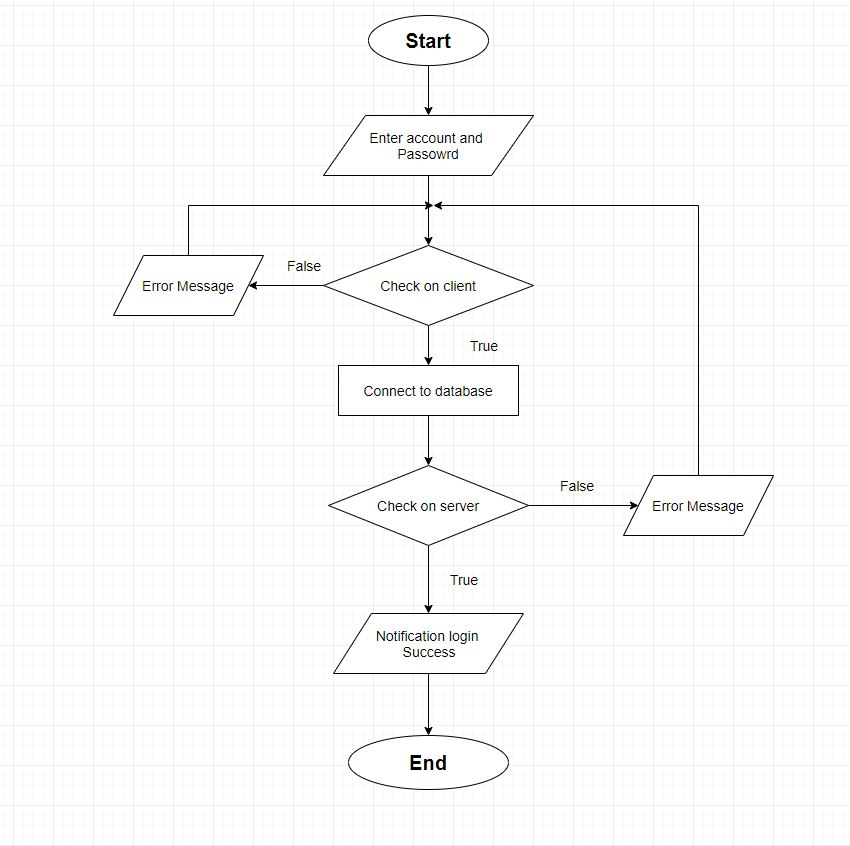 Start
Enter account and
Passowrd
False
Error Message
Check on client
True
Connect to database
False
Check on server
Error Message
True
Notification login
Success
End